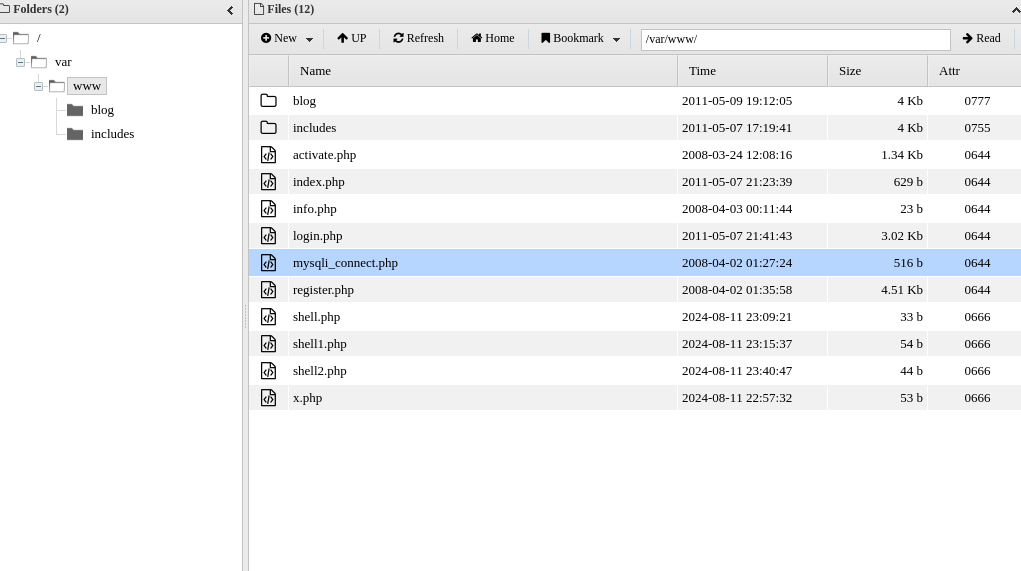 Folders (2)
/
var
www
blog
includes
Files (12)
New UP Refresh Home Bookmark /var/www/ Read
Name Time Size Attr
blog 2011-05-09 19:12:05 4 Kb 0777
includes 2011-05-07 17:19:41 4 Kb 0755
activate.php 2008-03-24 12:08:16 1.34 Kb 0644
index.php 2011-05-07 21:23:39 629 b 0644
info.php 2008-04-03 00:11:44 23 b 0644
login.php 2011-05-07 21:41:43 3.02 Kb 0644
mysqli_connect.php 2008-04-02 01:27:24 516 b 0644
register.php 2008-04-02 01:35:58 4.51 Kb 0644
shell.php 2024-08-11 23:09:21 33 b 0666
shell1.php 2024-08-11 23:15:37 54 b 0666
shell2.php 2024-08-11 23:40:47 44 b 0666
x.php 2024-08-11 22:57:32 53 b 0666